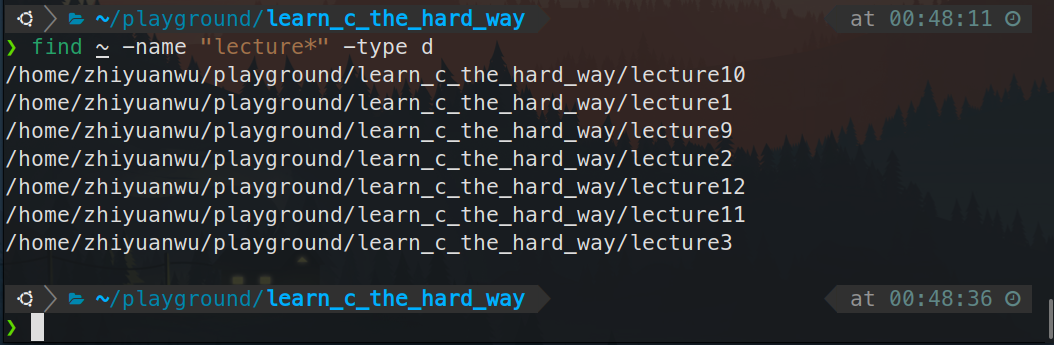 ~/playground/learn_c_the_hard_way at 00:48:11
❯ find ~ -name "lecture*" -type d
/home/zhiyuanwu/playground/learn_c_the_hard_way/lecture10
/home/zhiyuanwu/playground/learn_c_the_hard_way/lecture1
/home/zhiyuanwu/playground/learn_c_the_hard_way/lecture9
/home/zhiyuanwu/playground/learn_c_the_hard_way/lecture2
/home/zhiyuanwu/playground/learn_c_the_hard_way/lecture12
/home/zhiyuanwu/playground/learn_c_the_hard_way/lecture11
/home/zhiyuanwu/playground/learn_c_the_hard_way/lecture3
~/playground/learn_c_the_hard_way at 00:48:36
❯